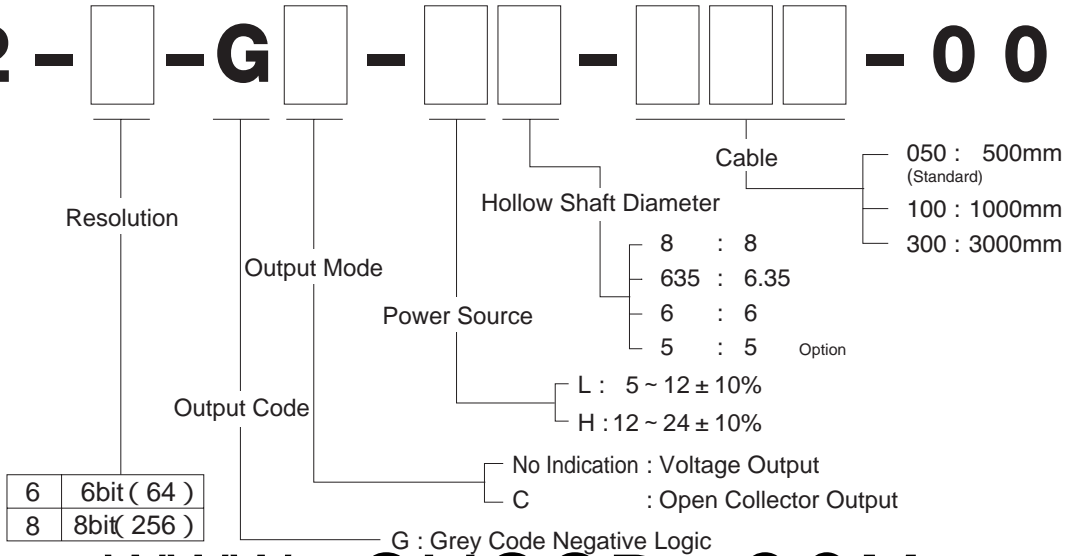 2 - - G - - - 0 0
Cable
050 : 500mm
(Standard)
100 : 1000mm
300 : 3000mm
Hollow Shaft Diameter
8 : 8
635 : 6.35
6 : 6
5 : 5 Option
Resolution
Output Mode
Power Source
L : 5 ~ 12 ± 10%
H : 12 ~ 24 ± 10%
Output Code
No Indication : Voltage Output
C : Open Collector Output
6 6bit ( 64 )
8 8bit( 256 )
G : Grey Code Negative Logic